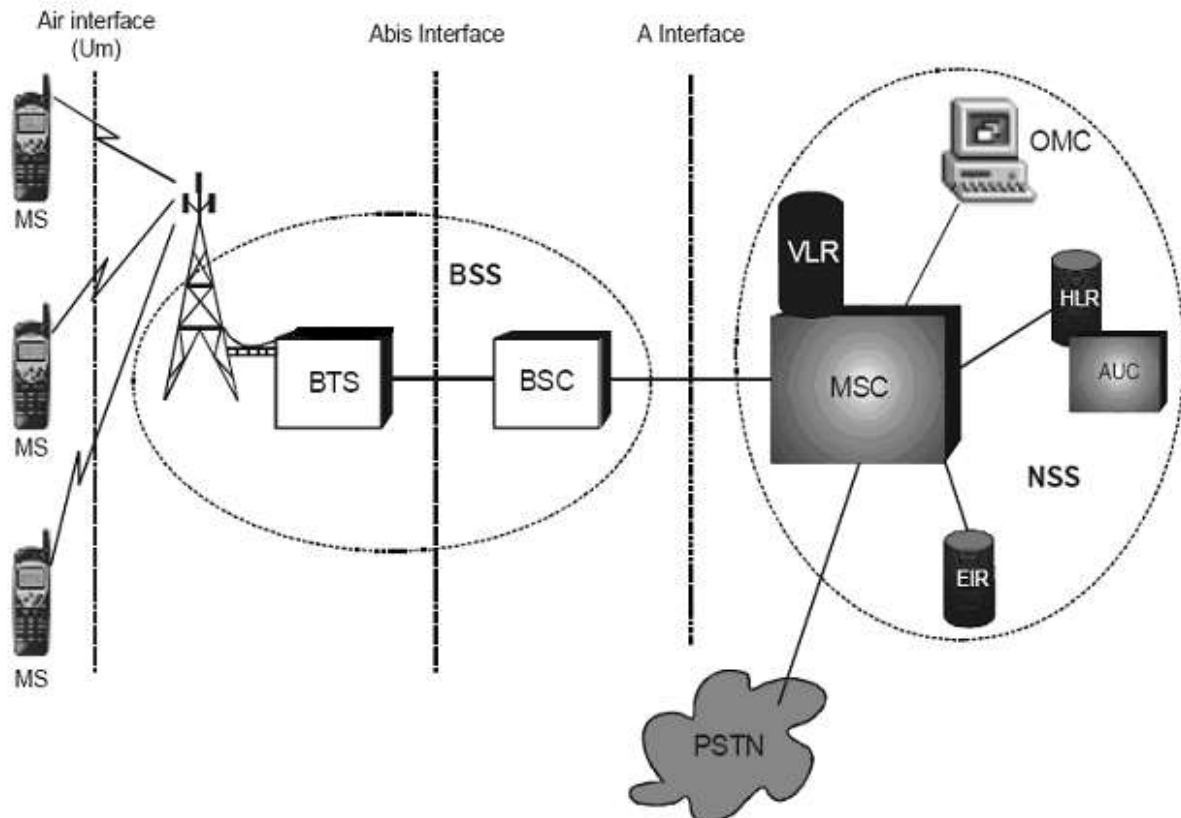 Air interface
(Um)
Abis Interface
A Interface
MS
MS
MS
BSS
BTS
BSC
VLR
MSC
OMC
HLR
AUC
NSS
EIR
PSTN